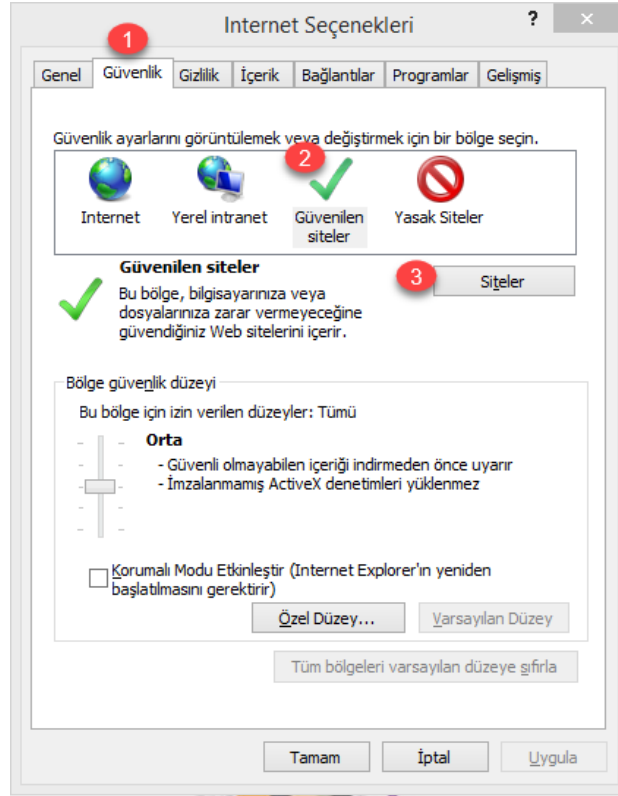 Internet Seçenekleri
?
×
1
Genel Güvenlik Gizlilik İçerik Bağlantılar Programlar Gelişmiş
Güvenlik ayarlarını görüntülemek veya değiştirmek için bir bölge seçin.
2
Internet Yerel intranet Güvenilen siteler Yasak Siteler
Güvenilen siteler
3
Siteler
Bu bölge, bilgisayarınıza veya
dosyalarınıza zarar vermeyeceğine
güvendiğiniz Web sitelerini içerir.
Bölge güvenlik düzeyi
Bu bölge için izin verilen düzeyler: Tümü
Orta
- Güvenli olmayabilen içeriği indirmeden önce uyarır
- İmzalanmamış ActiveX denetimleri yüklenmez
Korumalı Modu Etkinleştir (Internet Explorer'ın yeniden
başlatılmasını gerektirir)
Özel Düzey... Varsayılan Düzey
Tüm bölgeleri varsayılan düzeye sıfırla
Tamam İptal Uygula